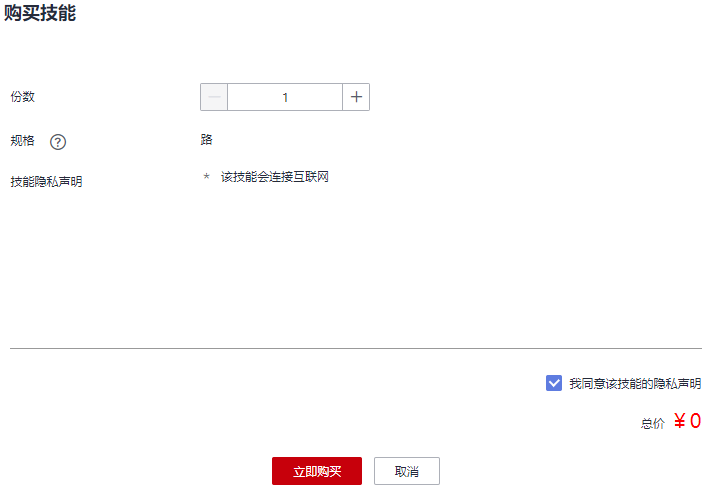 购买技能
份数
1
规格 ?
路
技能隐私声明
* 该技能会连接互联网
我同意该技能的隐私声明
总价 ¥0
立即购买
取消